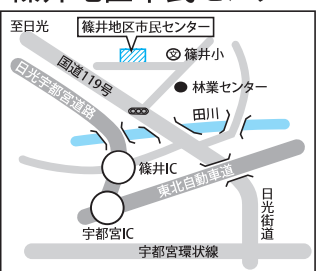 至日光
篠井地区市民センター
文 篠井小
国道119号
日光宇都宮道路
林業センター
田川
篠井IC
東北自動車道
日光街道
宇都宮IC
宇都宮環状線